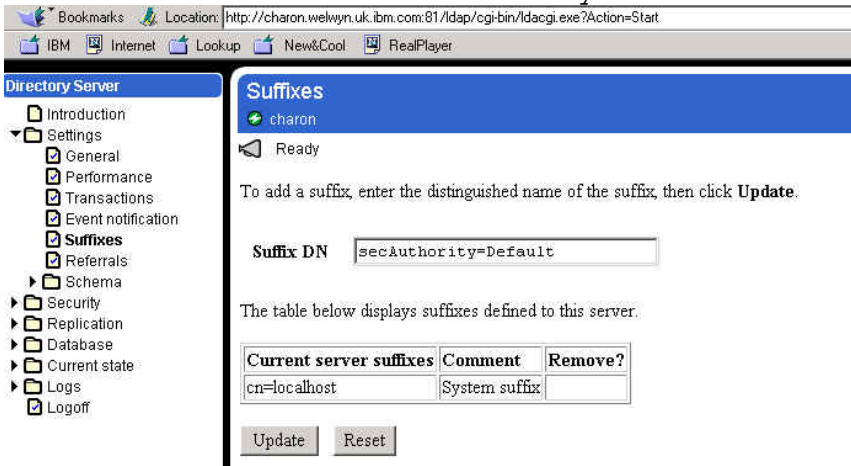 Bookmarks Location: http://charon.welwyn.uk.ibm.com:81/ldap/cgi-bin/ldacgi.exe?Action=Start
IBM Internet Lookup New&Cool RealPlayer
Directory Server
Introduction
Settings
General
Performance
Transactions
Event notification
Suffixes
Referrals
Schema
Security
Replication
Database
Current state
Logs
Logoff
Suffixes
charon
Ready
To add a suffix, enter the distinguished name of the suffix, then click Update.
Suffix DN secAuthority=Default
The table below displays suffixes defined to this server.
Current server suffixes Comment Remove?
cn=localhost System suffix
Update Reset